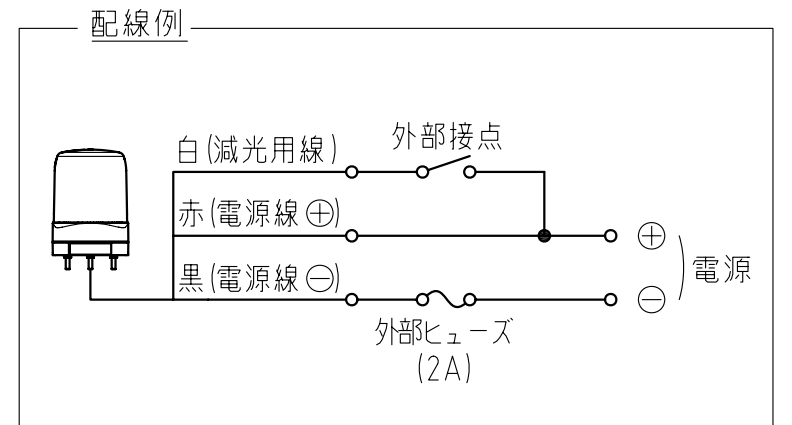 配線例
白(減光用線) 外部接点
赤(電源線⊕) ⊕
黒(電源線⊖) ⊖
電源
外部ヒューズ
(2A)